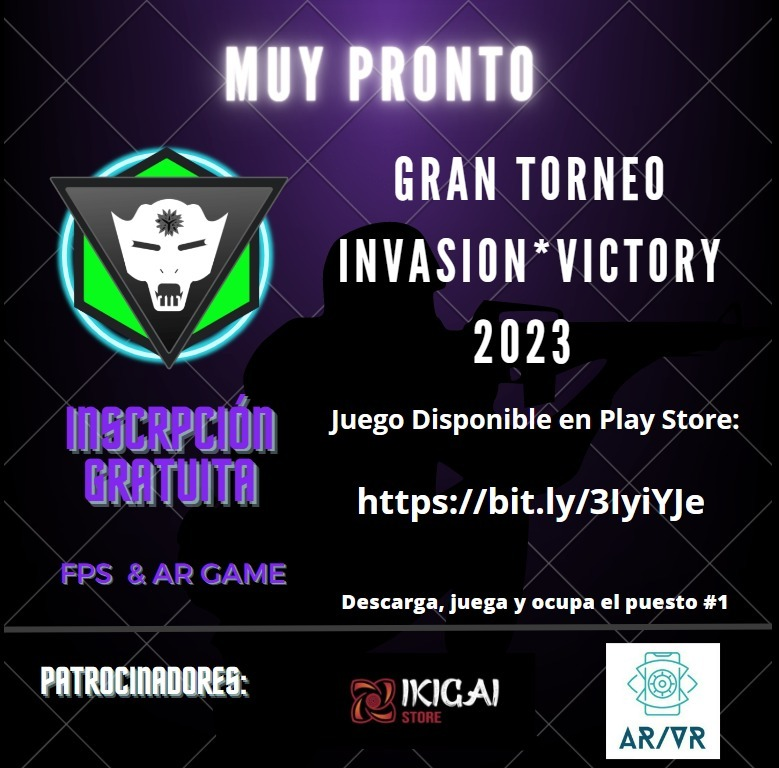 MUY PRONTO
GRAN TORNEO
INVASION*VICTORY
2023
INSCRPCIÓN
GRATUITA
Juego Disponible en Play Store:
https://bit.ly/3IyiYJe
FPS & AR GAME
Descarga, juega y ocupa el puesto #1
PATROCINADORES:
IKIGAI
STORE
AR/VR